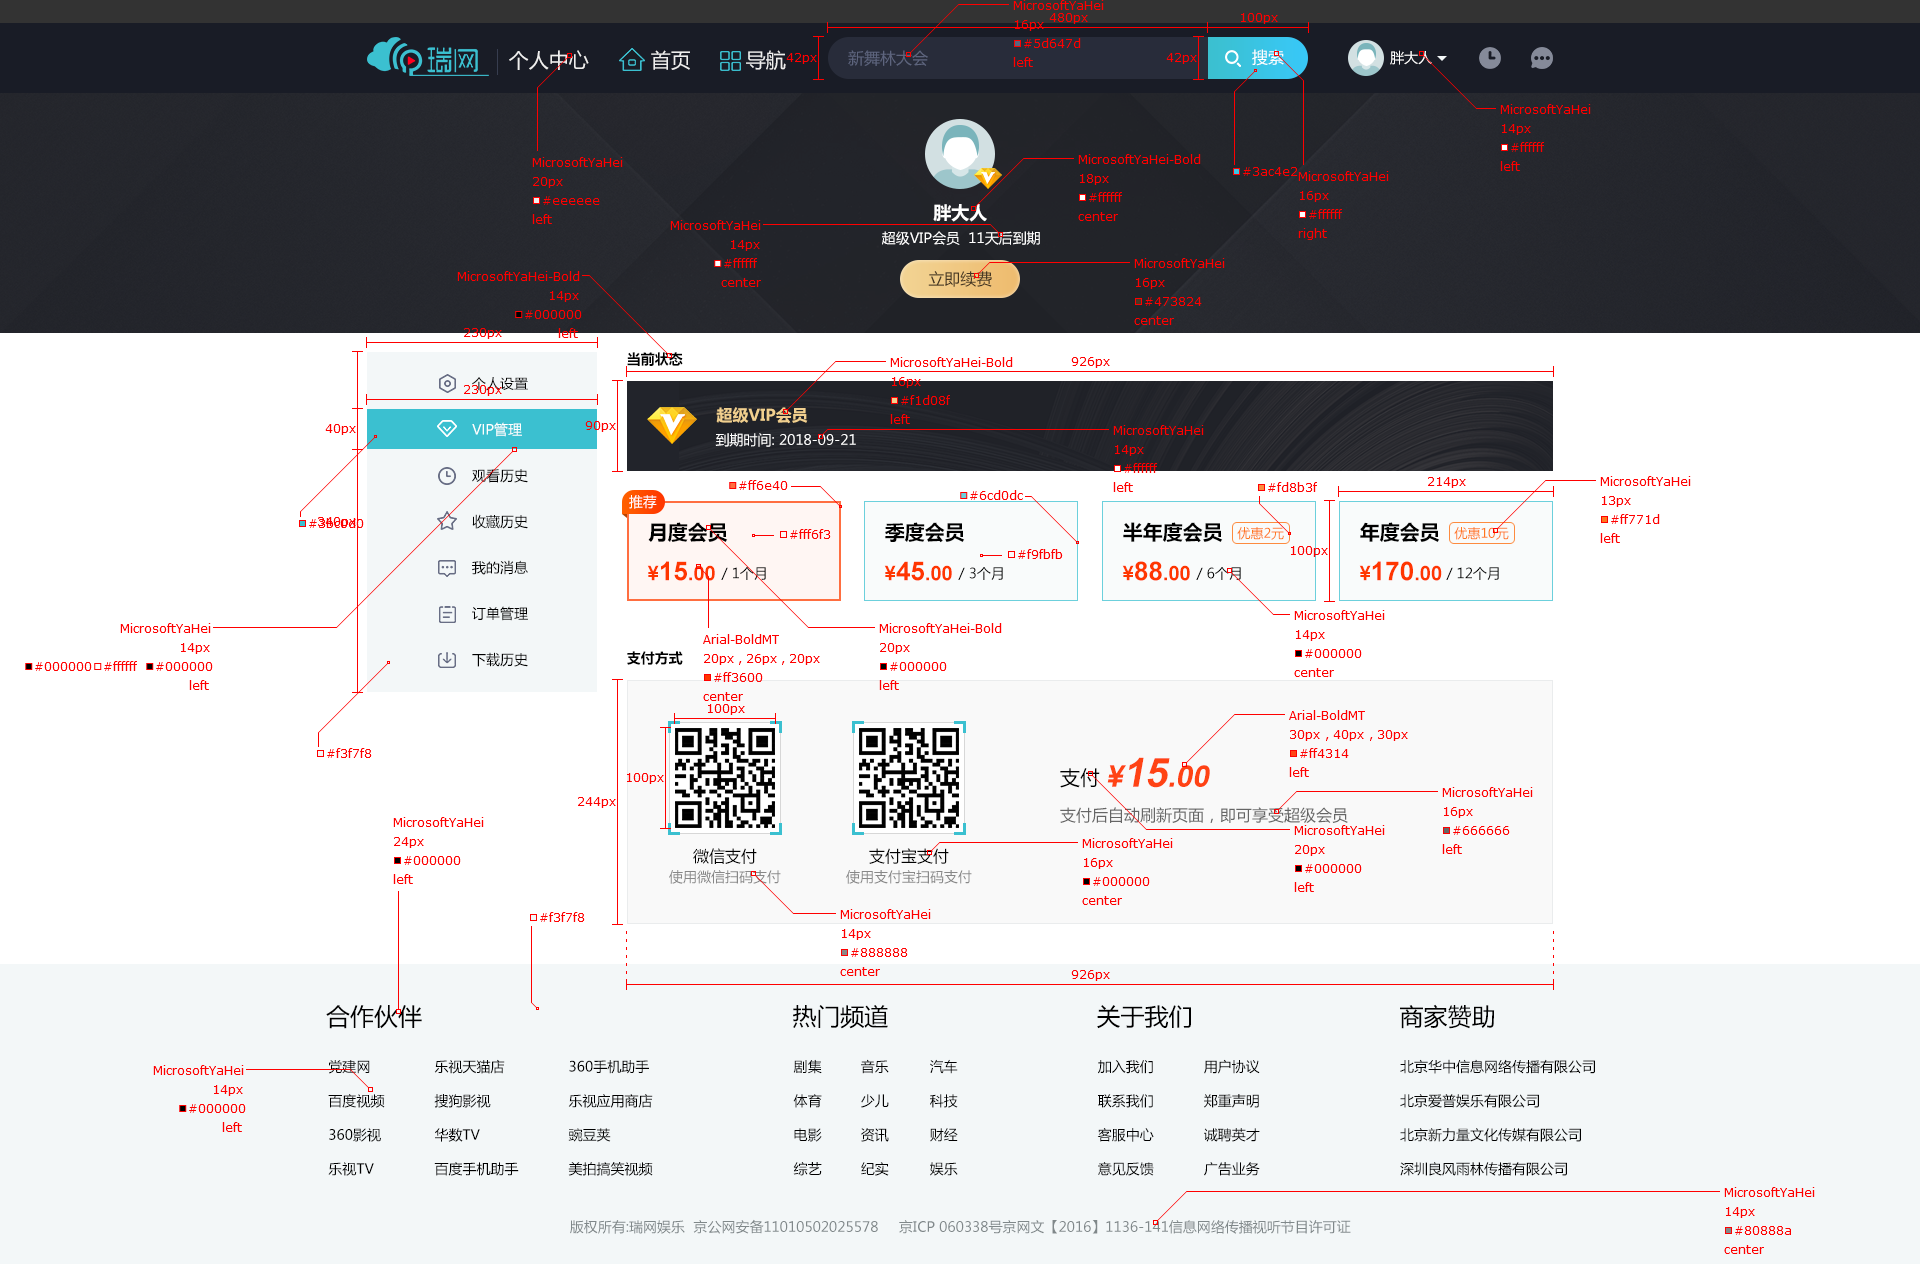 MicrosoftYaHei
16px
#5d647d
left
480px
100px
瑞网
个人中心
首页
导航
42px
新舞林大会
42px
搜索
胖大人
MicrosoftYaHei
14px
#ffffff
left
MicrosoftYaHei
20px
#eeeeee
left
MicrosoftYaHei-Bold
18px
#ffffff
center
#3ac4e2
MicrosoftYaHei
16px
#ffffff
right
胖大人
MicrosoftYaHei
14px
#ffffff
center
超级VIP会员 11天后到期
立即续费
MicrosoftYaHei
16px
#473824
center
MicrosoftYaHei-Bold
14px
#000000
left
230px
个人设置
230px
40px
VIP管理
观看历史
收藏历史
我的消息
订单管理
下载历史
340px
MicrosoftYaHei
14px
#000000 #ffffff #000000
left
#f3f7f8
当前状态
926px
MicrosoftYaHei-Bold
16px
#f1d08f
left
90px
超级VIP会员
到期时间: 2018-09-21
MicrosoftYaHei
14px
#ffffff
left
#ff6e40
#6cd0dc
#fd8b3f
214px
MicrosoftYaHei
13px
#ff771d
left
推荐
月度会员
#fff6f3
¥15.00 / 1个月
季度会员
#f9fbfb
¥45.00 / 3个月
半年度会员 优惠2元
¥88.00 / 6个月
100px
年度会员 优惠10元
¥170.00 / 12个月
MicrosoftYaHei
14px
#000000
center
Arial-BoldMT
20px , 26px , 20px
#ff3600
center
MicrosoftYaHei-Bold
20px
#000000
left
支付方式
100px
100px
244px
微信支付
使用微信扫码支付
支付宝支付
使用支付宝扫码支付
支付 ¥15.00
支付后自动刷新页面，即可享受超级会员
Arial-BoldMT
30px , 40px , 30px
#ff4314
left
MicrosoftYaHei
16px
#666666
left
MicrosoftYaHei
20px
#000000
left
MicrosoftYaHei
16px
#000000
center
MicrosoftYaHei
14px
#888888
center
MicrosoftYaHei
24px
#000000
left
#f3f7f8
926px
合作伙伴
党建网 乐视天猫店 360手机助手
百度视频 搜狗影视 乐视应用商店
360影视 华数TV 豌豆荚
乐视TV 百度手机助手 美拍搞笑视频
热门频道
剧集 音乐 汽车
体育 少儿 科技
电影 资讯 财经
综艺 纪实 娱乐
关于我们
加入我们 用户协议
联系我们 郑重声明
客服中心 诚聘英才
意见反馈 广告业务
商家赞助
北京华中信息网络传播有限公司
北京爱普娱乐有限公司
北京新力量文化传媒有限公司
深圳良风雨林传播有限公司
MicrosoftYaHei
14px
#000000
left
MicrosoftYaHei
14px
#80888a
center
版权所有:瑞网娱乐 京公网安备11010502025578 京ICP 060338号京网文【2016】1136-141信息网络传播视听节目许可证